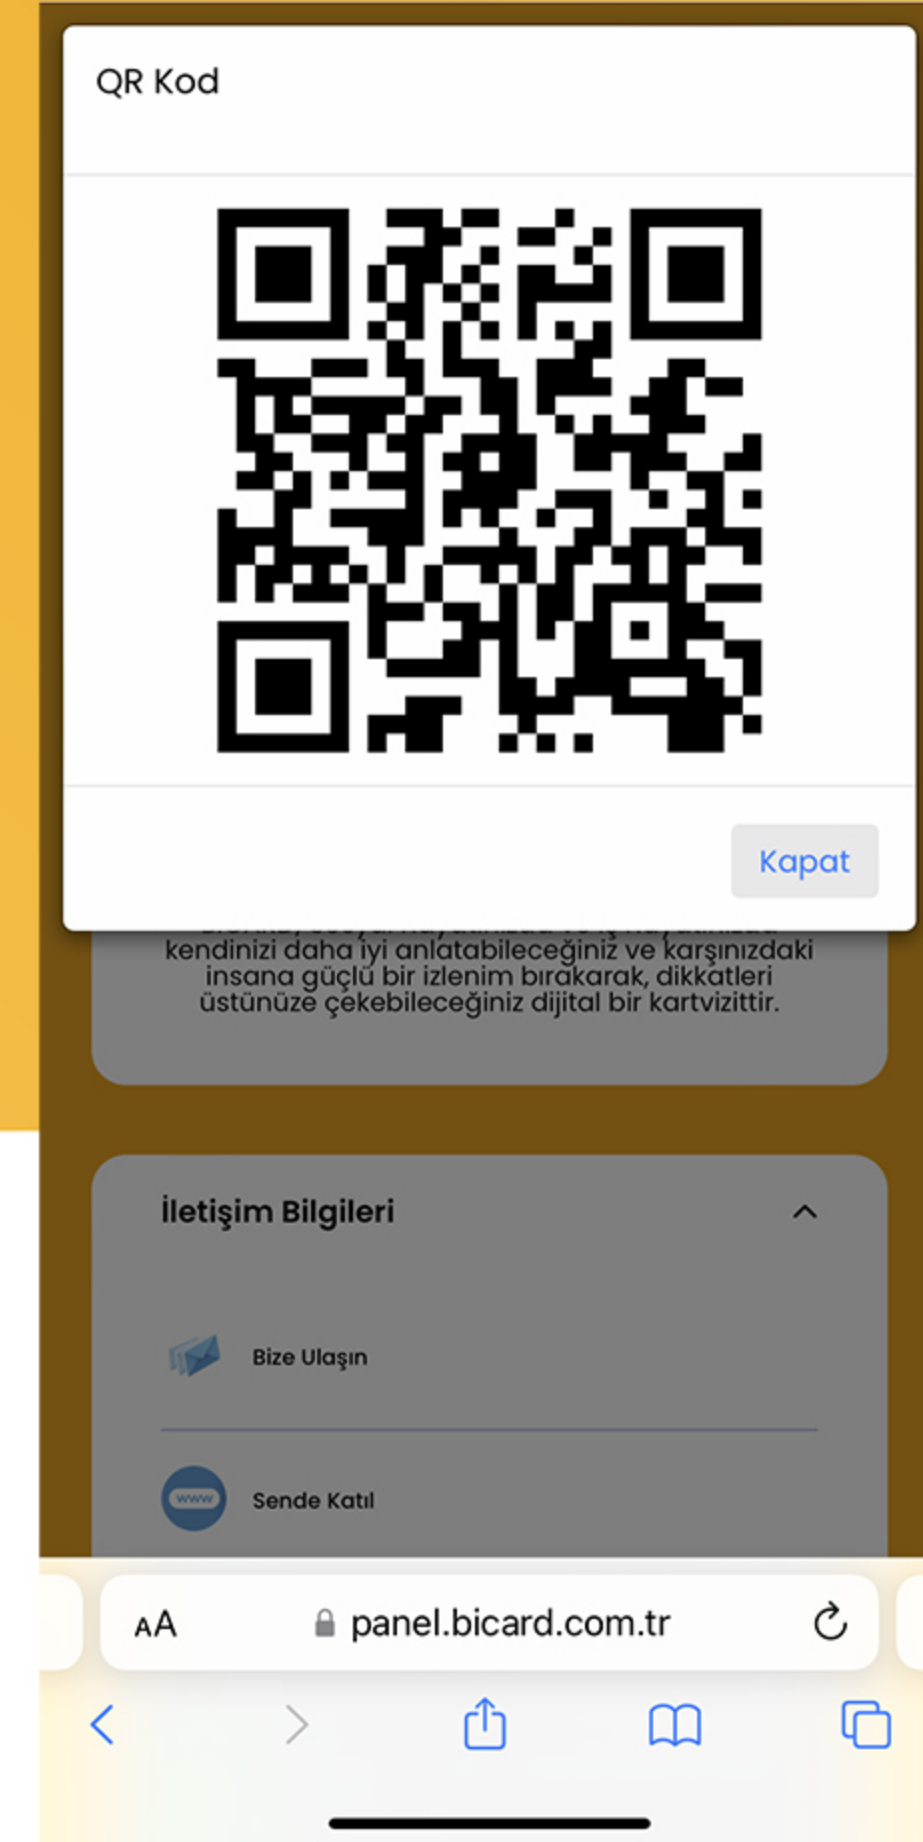 QR Kod
Kapat
kendinizi daha iyi anlatabileceğiniz ve karşınızdaki
insana güçlü bir izlenim bırakarak, dikkatleri
üstünüze çekebileceğiniz dijital bir kartvizittir.
İletişim Bilgileri
Bize Ulaşın
www
Sende Katıl
AA
panel.bicard.com.tr